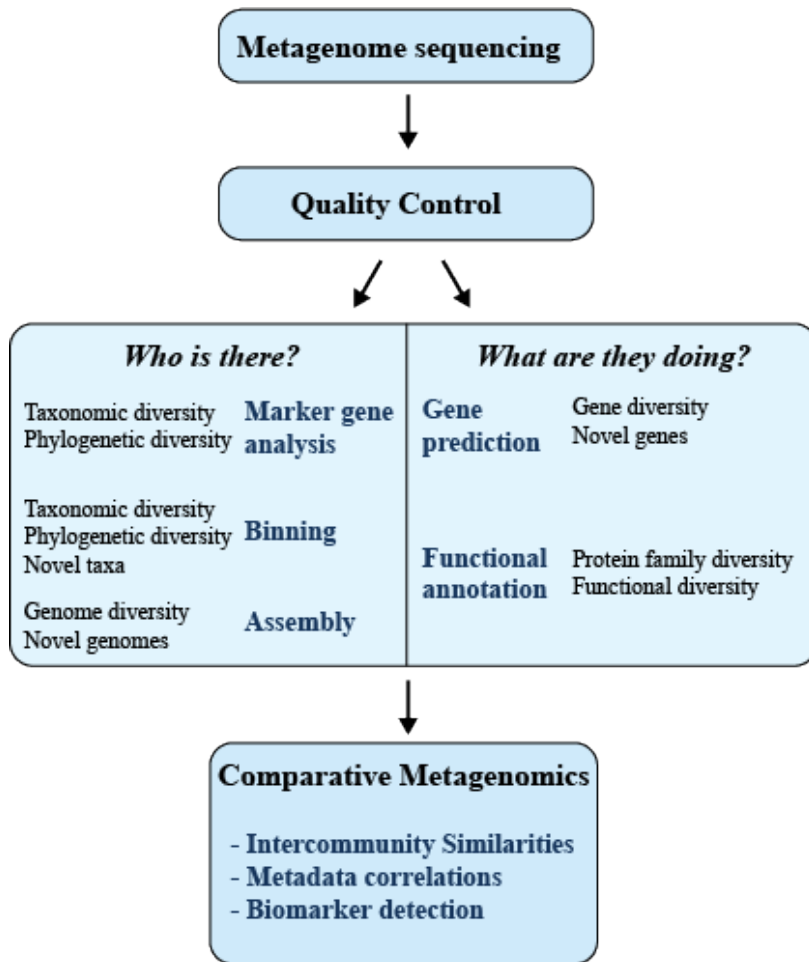 Metagenome sequencing
Quality Control
Who is there?
Taxonomic diversity
Phylogenetic diversity
Marker gene
analysis
Taxonomic diversity
Phylogenetic diversity
Novel taxa
Binning
Genome diversity
Novel genomes
Assembly
What are they doing?
Gene
prediction
Gene diversity
Novel genes
Functional
annotation
Protein family diversity
Functional diversity
Comparative Metagenomics
- Intercommunity Similarities
- Metadata correlations
- Biomarker detection